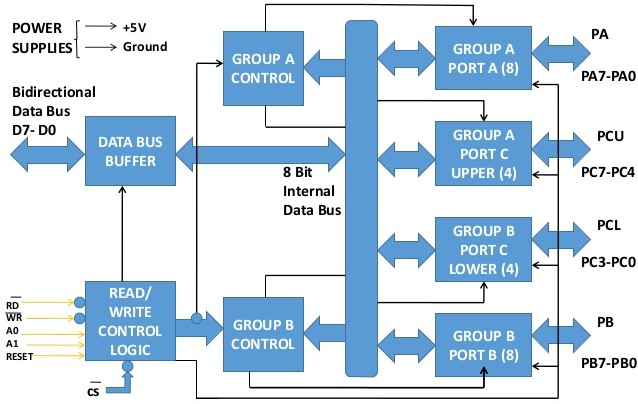 POWER
SUPPLIES
+5V
Ground
Bidirectional
Data Bus
D7- D0
DATA BUS
BUFFER
READ/
WRITE
CONTROL
LOGIC
RD
WR
A0
A1
RESET
CS
GROUP A
CONTROL
8 Bit
Internal
Data Bus
GROUP B
CONTROL
GROUP A
PORT A (8)
PA
PA7-PA0
GROUP A
PORT C
UPPER (4)
PCU
PC7-PC4
GROUP B
PORT C
LOWER (4)
PCL
PC3-PC0
GROUP B
PORT B (8)
PB
PB7-PB0